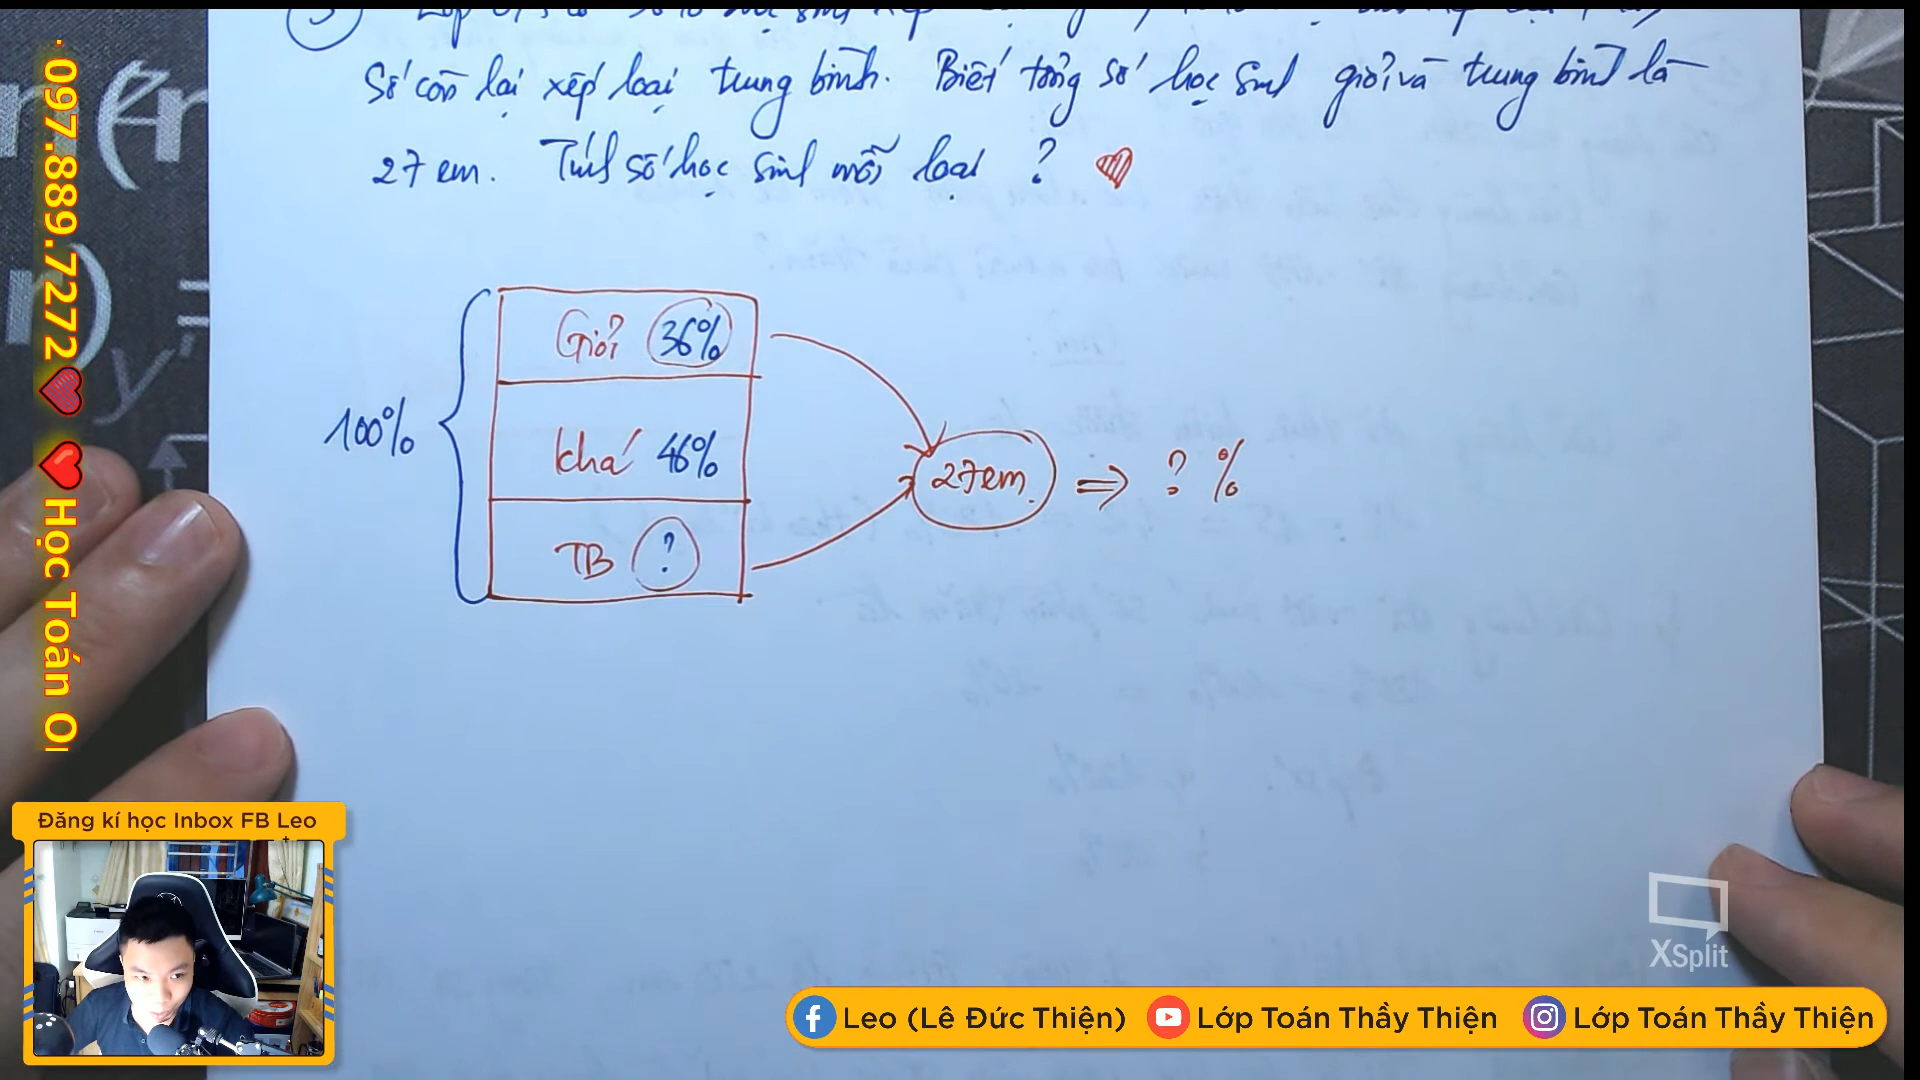 Số còn lại xếp loại trung bình. Biết tổng số học sinh giỏi và trung bình là
27 em. Tính số học sinh mỗi loại ?
Giỏi 36%
100%
khá 46%
27em. ⇒ ? %
TB ?
097.889.7272 Học Toán O
Đăng kí học Inbox FB Leo
XSplit
Leo (Lê Đức Thiện) Lớp Toán Thầy Thiện Lớp Toán Thầy Thiện